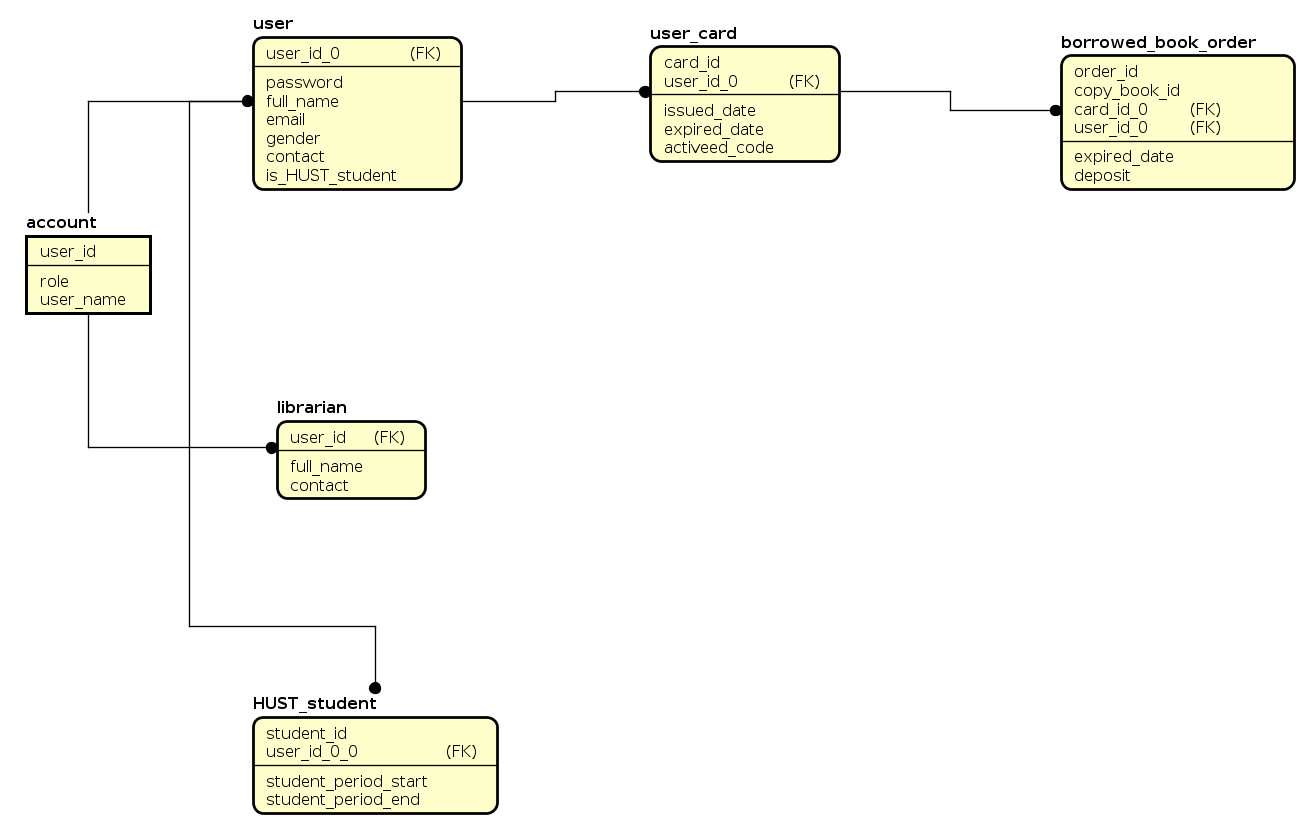 user
user_id_0 (FK)
password
full_name
email
gender
contact
is_HUST_student
user_card
card_id
user_id_0 (FK)
issued_date
expired_date
activeed_code
borrowed_book_order
order_id
copy_book_id
card_id_0 (FK)
user_id_0 (FK)
expired_date
deposit
account
user_id
role
user_name
librarian
user_id (FK)
full_name
contact
HUST_student
student_id
user_id_0_0 (FK)
student_period_start
student_period_end